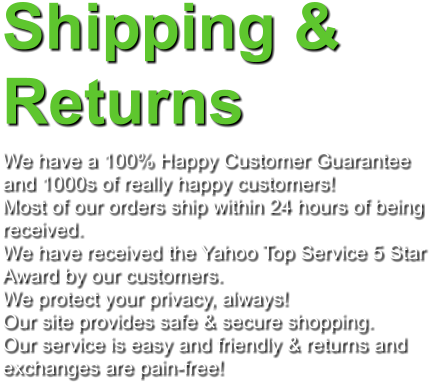 Shipping &
Returns
We have a 100% Happy Customer Guarantee
and 1000s of really happy customers!
Most of our orders ship within 24 hours of being
received.
We have received the Yahoo Top Service 5 Star
Award by our customers.
We protect your privacy, always!
Our site provides safe & secure shopping.
Our service is easy and friendly & returns and
exchanges are pain-free!